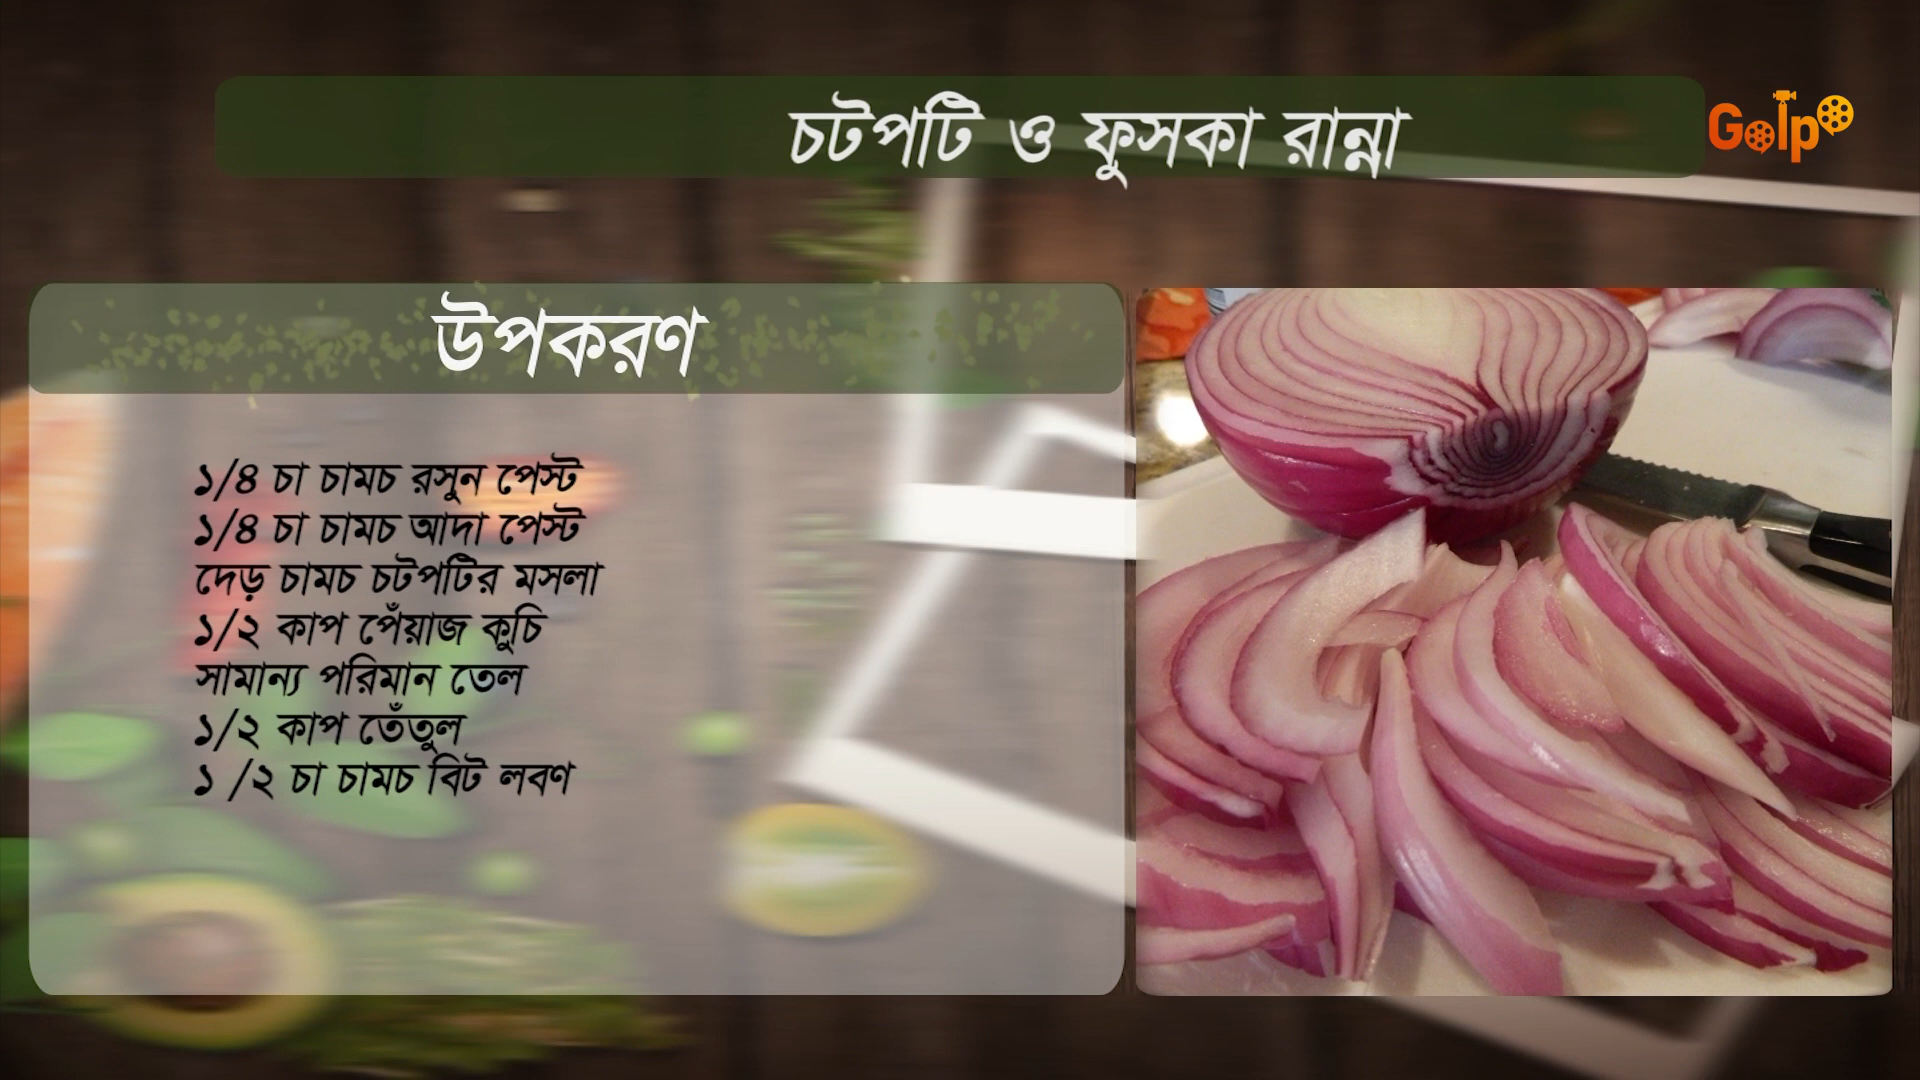 চটপটি ও ফুসকা রান্না
Golpo
উপকরণ
১/৪ চা চামচ রসুন পেস্ট
১/৪ চা চামচ আদা পেস্ট
দেড় চামচ চটপটির মসলা
১/২ কাপ পেঁয়াজ কুচি
সামান্য পরিমান তেল
১/২ কাপ তেঁতুল
১ /২ চা চামচ বিট লবণ